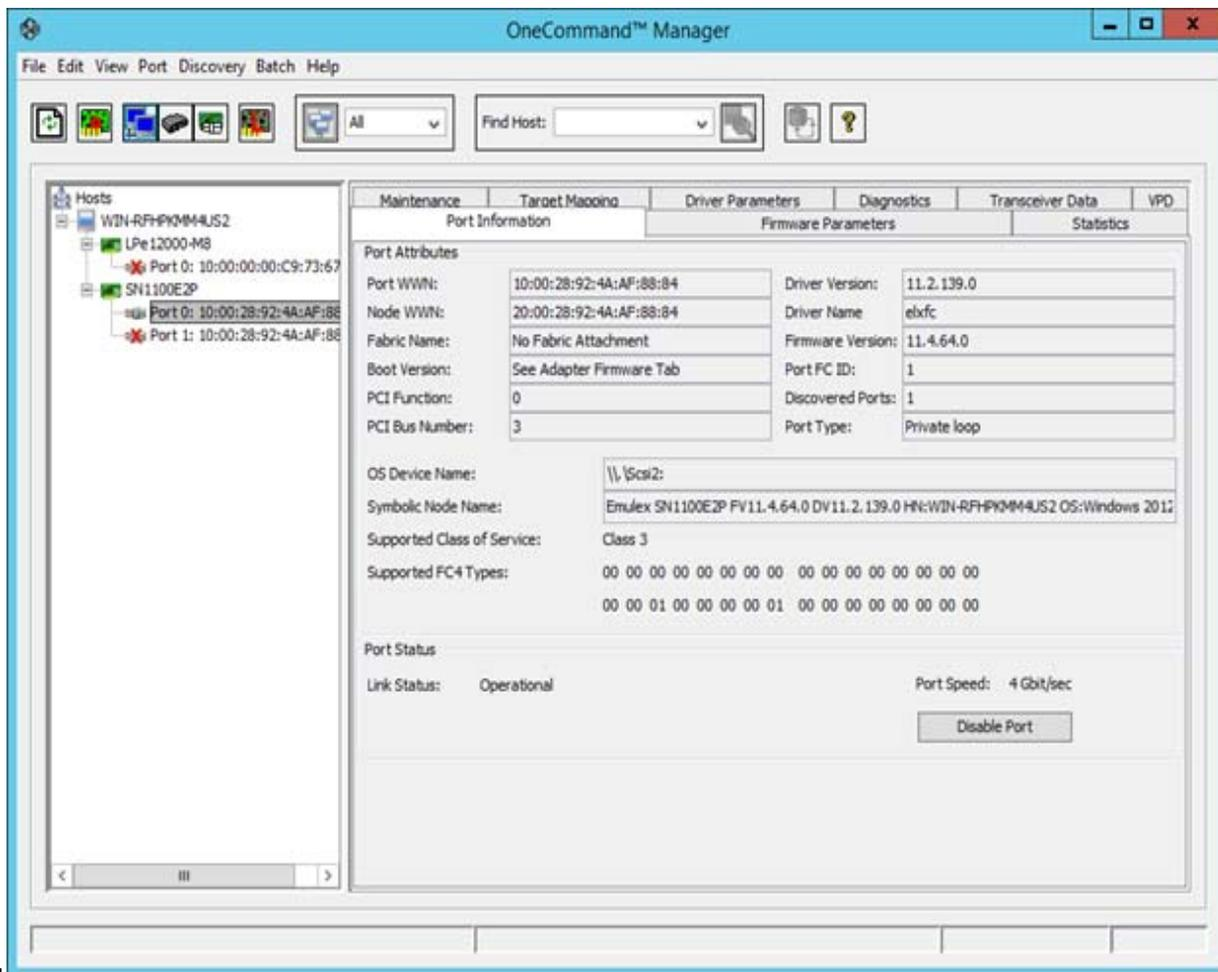 OneCommand™ Manager
File Edit View Port Discovery Batch Help
All
Find Host:
Hosts
WIN-RFHPKMM4US2
LPe12000-M8
Port 0: 10:00:00:00:C9:73:67
SN1100E2P
Port 0: 10:00:28:92:4A:AF:88
Port 1: 10:00:28:92:4A:AF:88
Maintenance Target Mapping Driver Parameters Diagnostics Transceiver Data VPD
Port Information Firmware Parameters Statistics
Port Attributes
Port WWN: 10:00:28:92:4A:AF:88:84 Driver Version: 11.2.139.0
Node WWN: 20:00:28:92:4A:AF:88:84 Driver Name elxfc
Fabric Name: No Fabric Attachment Firmware Version: 11.4.64.0
Boot Version: See Adapter Firmware Tab Port FC ID: 1
PCI Function: 0 Discovered Ports: 1
PCI Bus Number: 3 Port Type: Private loop
OS Device Name: \\.\Scsi2:
Symbolic Node Name: Emulex SN1100E2P FV11.4.64.0 DV11.2.139.0 HN:WIN-RFHPKMM4US2 OS:Windows 2012
Supported Class of Service: Class 3
Supported FC4 Types: 00 00 00 00 00 00 00 00 00 00 00 00 00 00 00 00
00 00 01 00 00 00 00 01 00 00 00 00 00 00 00 00
Port Status
Link Status: Operational Port Speed: 4 Gbit/sec
Disable Port